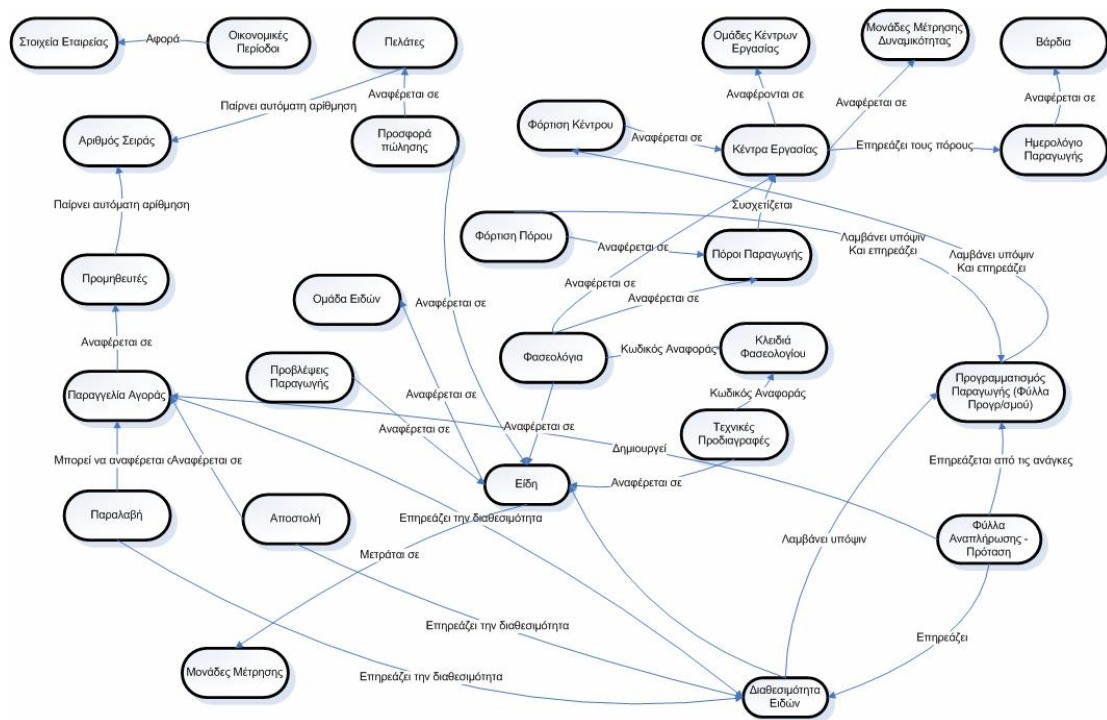 Στοιχεία Εταιρείας
Αφορά
Οικονομικές
Περίοδοι
Πελάτες
Ομάδες Κέντρων
Εργασίας
Μονάδες Μέτρησης
Δυναμικότητας
Βάρδια
Παίρνει αυτόματη αρίθμηση
Αναφέρεται σε
Αναφέρονται σε
Αναφέρεται σε
Αναφέρεται σε
Αριθμός Σειράς
Προσφορά
πώλησης
Φόρτιση Κέντρου
Αναφέρεται σε
Κέντρα Εργασίας
Επηρεάζει τους πόρους
Ημερολόγιο
Παραγωγής
Παίρνει αυτόματη αρίθμηση
Συσχετίζεται
Φόρτιση Πόρου
Αναφέρεται σε
Πόροι Παραγωγής
Λαμβάνει υπόψιν
Και επηρεάζει
Λαμβάνει υπόψιν
Και επηρεάζει
Προμηθευτές
Ομάδα Ειδών
Αναφέρεται σε
Αναφέρεται σε
Αναφέρεται σε
Αναφέρεται σε
Φασεολόγια
Κωδικός Αναφοράς
Κλειδιά
Φασεολογίου
Προβλέψεις
Παραγωγής
Παραγγελία Αγοράς
Αναφέρεται σε
Κωδικός Αναφοράς
Προγραμματισμός
Παραγωγής (Φύλλα
Προγρ/σμού)
Αναφέρεται σε
Αναφέρεται σε
Τεχνικές
Προδιαγραφές
Δημιουργεί
Μπορεί να αναφέρεται σ
Αναφέρεται σε
Επηρεάζεται από τις ανάγκες
Είδη
Αναφέρεται σε
Παραλαβή
Αποστολή
Επηρεάζει την διαθεσιμότητα
Φύλλα
Αναπλήρωσης -
Πρόταση
Μετράται σε
Λαμβάνει υπόψιν
Επηρεάζει την διαθεσιμότητα
Επηρεάζει
Μονάδες Μέτρησης
Επηρεάζει την διαθεσιμότητα
Διαθεσιμότητα
Ειδών